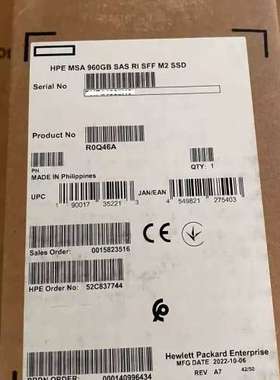 HPE MSA 960GB SAS RI SFF M2 SSD
Serial No
Product No
R0Q46A
PN
QTY: 1
MADE IN Philippines
UPC
1 90017 35221 3
JAN/EAN
4 549821 275403
Sales Order: 0015823516
CE
HPE Order No: 52C837744
Hewlett Packard Enterprise
MFG DATE 2022-10-06
REV A7 42/50
000140996434